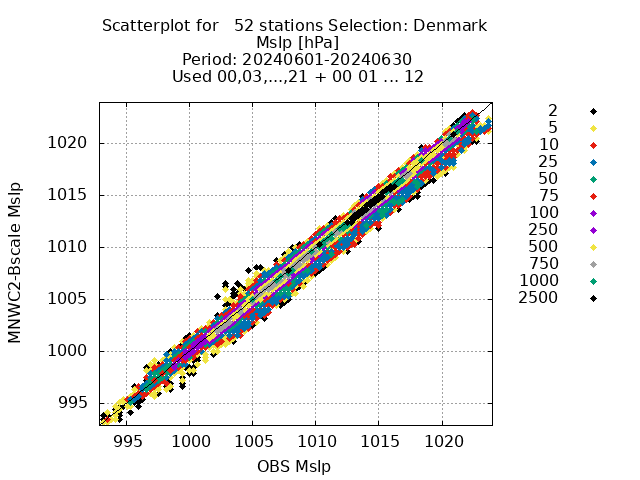 Scatterplot for   52 stations Selection: Denmark
Mslp [hPa]
Period: 20240601-20240630
Used 00,03,...,21 + 00 01 ... 12
MNWC2-Bscale Mslp
1020
1015
1010
1005
1000
995
995 1000 1005 1010 1015 1020
OBS Mslp
2
5
10
25
50
75
100
250
500
750
1000
2500